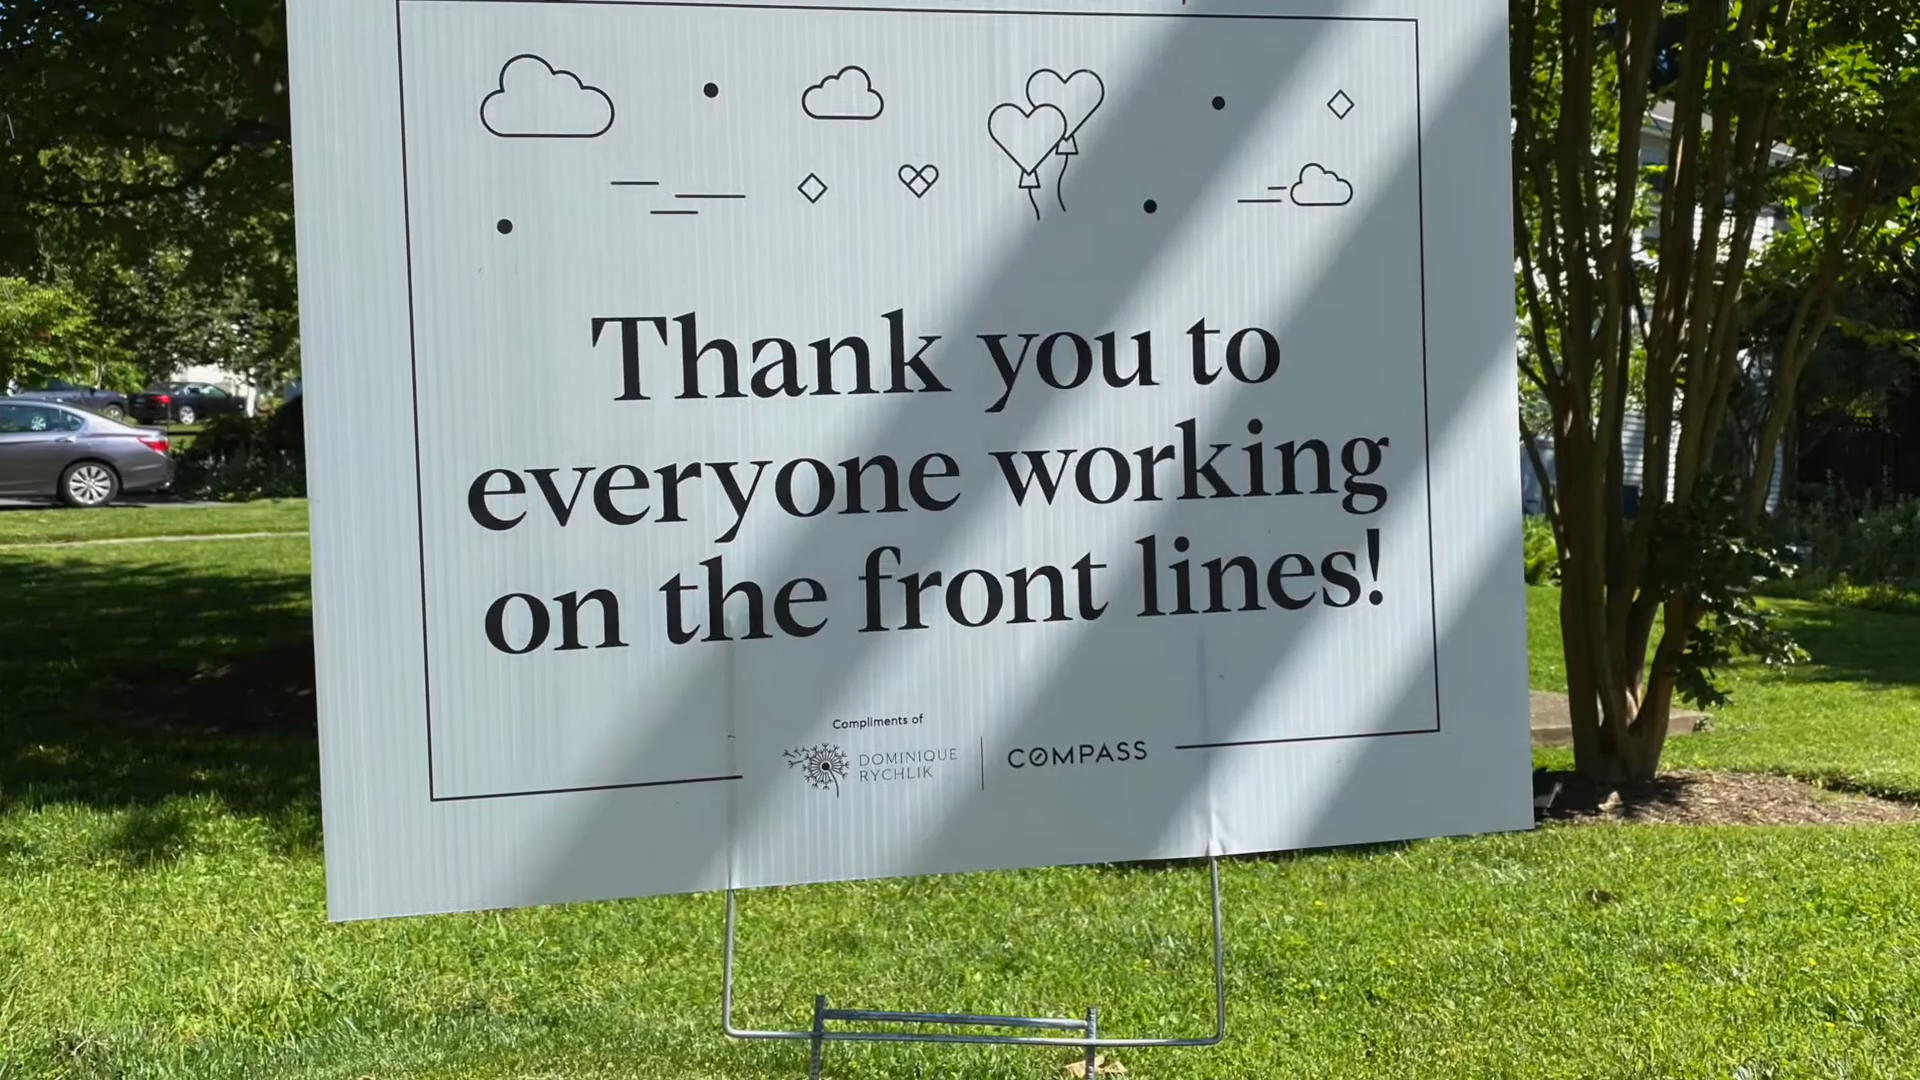 Thank you to
everyone working
on the front lines!
Compliments of
DOMINIQUE
RYCHLIK
COMPASS